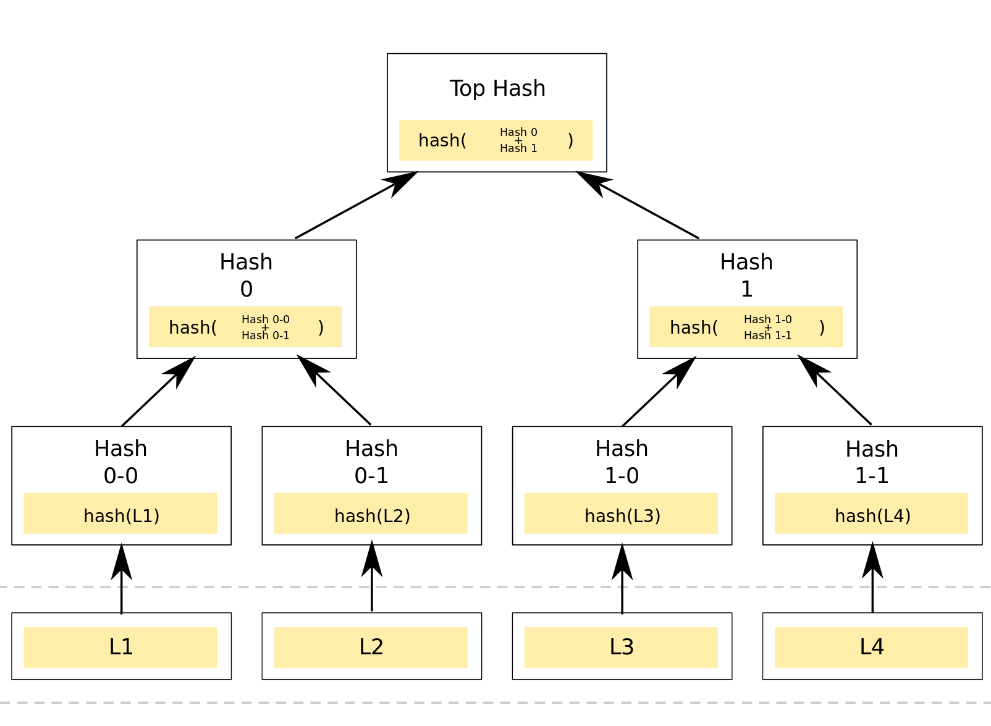 Top Hash
hash( Hash 0 + Hash 1 )
Hash
0
hash( Hash 0-0 + Hash 0-1 )
Hash
1
hash( Hash 1-0 + Hash 1-1 )
Hash
0-0
hash(L1)
Hash
0-1
hash(L2)
Hash
1-0
hash(L3)
Hash
1-1
hash(L4)
L1
L2
L3
L4